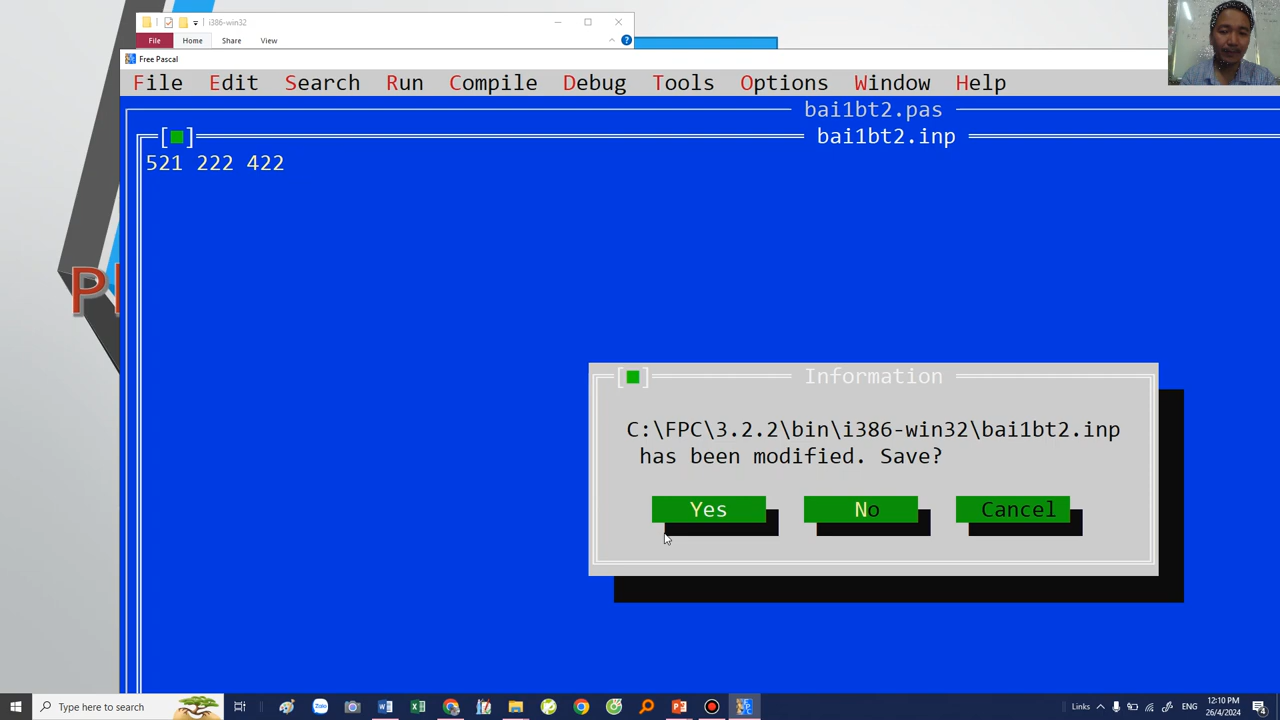 i386-win32
File Home Share View
Free Pascal
File Edit Search Run Compile Debug Tools Options Window Help
bai1bt2.pas
bai1bt2.inp
521 222 422
Information
C:\FPC\3.2.2\bin\i386-win32\bai1bt2.inp
has been modified. Save?
Yes No Cancel
Type here to search
Links
ENG
12:10 PM
26/4/2024